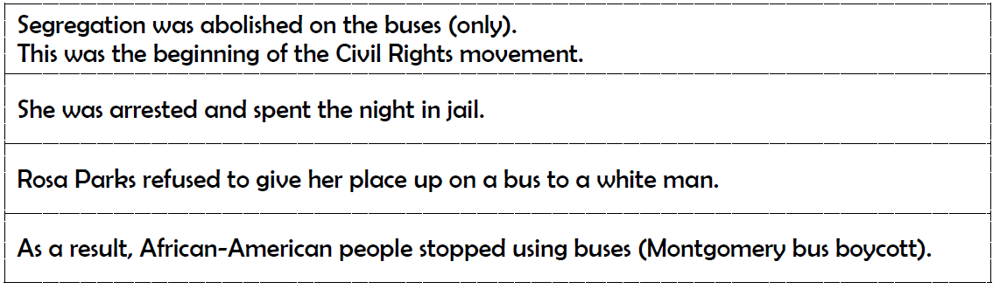 Segregation was abolished on the buses (only).
This was the beginning of the Civil Rights movement.
She was arrested and spent the night in jail.
Rosa Parks refused to give her place up on a bus to a white man.
As a result, African-American people stopped using buses (Montgomery bus boycott).